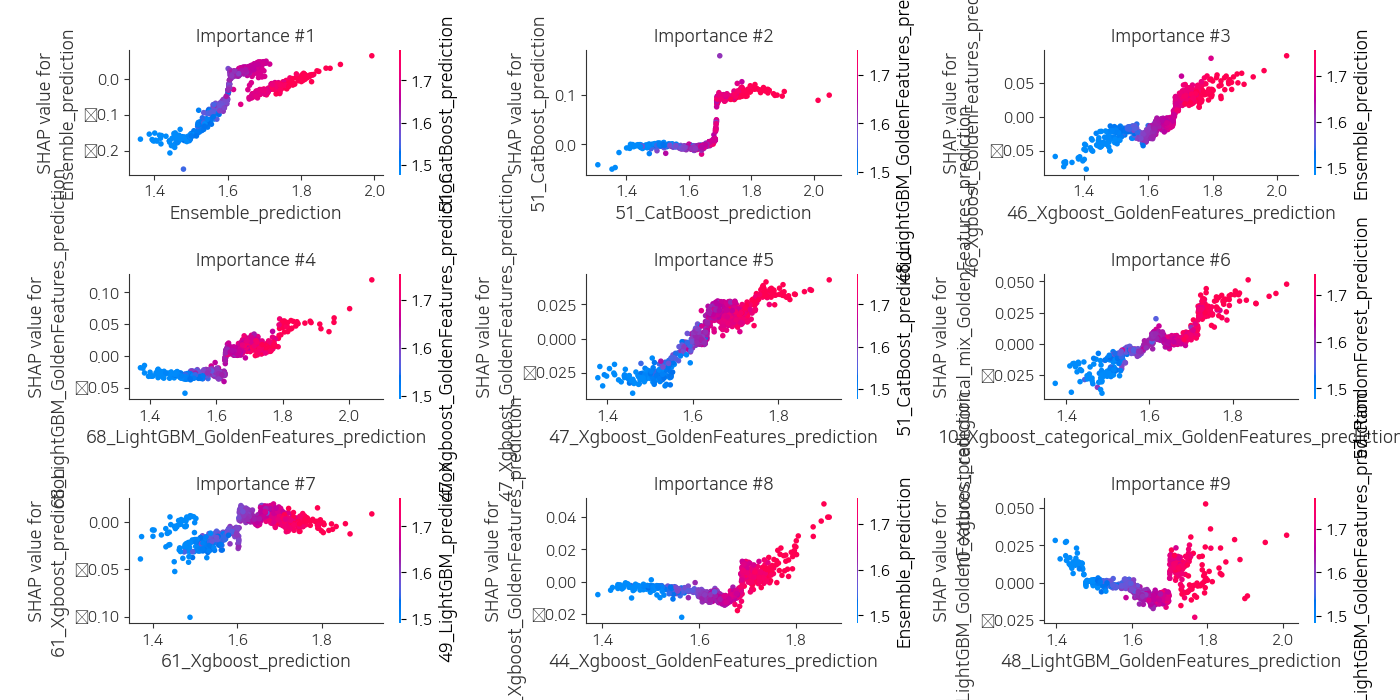 Importance #1
SHAP value for
Ensemble_prediction
0.0
0.1
0.2
1.4
1.6
1.8
2.0
Ensemble_prediction
1.7
1.6
1.5
51_CatBoost_prediction
Importance #2
SHAP value for
51_CatBoost_prediction
0.1
0.0
1.4
1.6
1.8
2.0
51_CatBoost_prediction
1.7
1.6
1.5
Importance #3
SHAP value for
46_Xgboost_GoldenFeatures_prediction
0.05
0.00
0.05
1.4
1.6
1.8
2.0
46_Xgboost_GoldenFeatures_prediction
1.7
1.6
1.5
Ensemble_prediction
Importance #4
SHAP value for
68_LightGBM_GoldenFeatures_prediction
0.10
0.05
0.00
0.05
1.4
1.6
1.8
2.0
68_LightGBM_GoldenFeatures_prediction
1.7
1.6
1.5
47_Xgboost_GoldenFeatures_prediction
Importance #5
SHAP value for
47_Xgboost_GoldenFeatures_prediction
0.025
0.000
0.025
1.4
1.6
1.8
47_Xgboost_GoldenFeatures_prediction
1.7
1.6
1.5
51_CatBoost_prediction
Importance #6
SHAP value for
0.050
0.025
0.000
0.025
1.4
1.6
1.8
1.7
1.6
1.5
Importance #7
SHAP value for
61_Xgboost_prediction
0.00
0.05
0.10
1.4
1.6
1.8
61_Xgboost_prediction
1.7
1.6
1.5
49_LightGBM_prediction
Importance #8
SHAP value for
0.04
0.02
0.00
0.02
1.4
1.6
1.8
44_Xgboost_GoldenFeatures_prediction
1.7
1.6
1.5
Ensemble_prediction
Importance #9
SHAP value for
0.050
0.025
0.000
0.025
1.4
1.6
1.8
2.0
48_LightGBM_GoldenFeatures_prediction
1.7
1.6
1.5